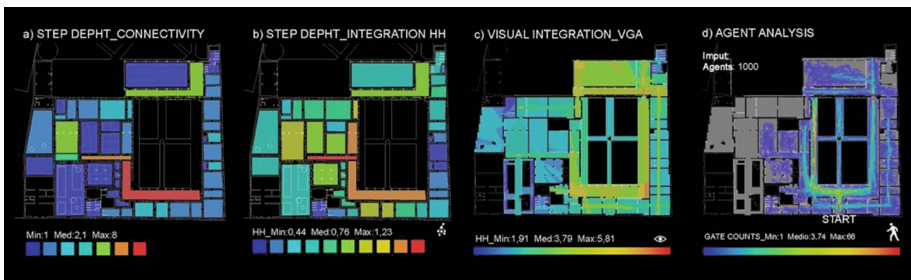 a) STEP DEPHT_CONNECTIVITY
Min:1 Med:2,1 Max:8
b) STEP DEPHT_INTEGRATION HH
HH_Min:0,44 Med:0,76 Max:1,23
c) VISUAL INTEGRATION_VGA
HH_Min:1,91 Med:3,79 Max:5,81
d) AGENT ANALYSIS
Imput:
Agents: 1000
START
GATE COUNTS_Min:1 Medio:3,74 Max:66